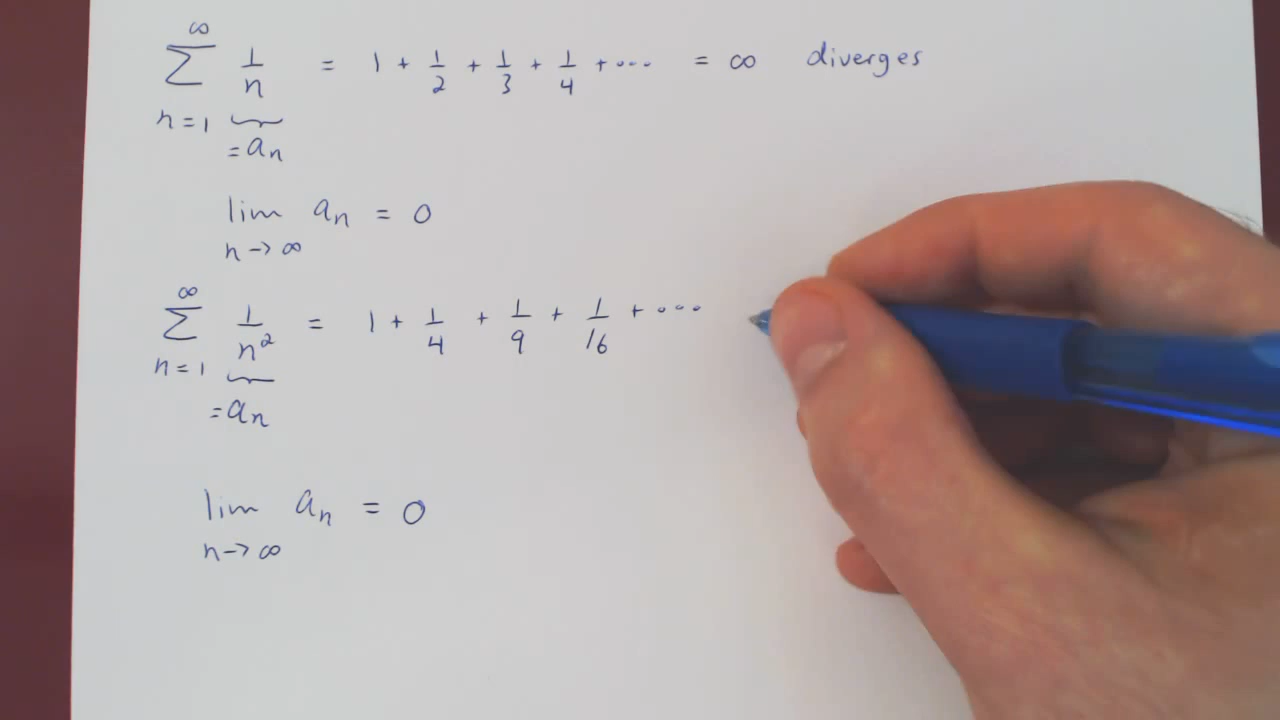 ∞
∑ 1/n = 1 + 1/2 + 1/3 + 1/4 + ... = ∞ diverges
n=1
=aₙ
lim aₙ = 0
n→∞
∞
∑ 1/n² = 1 + 1/4 + 1/9 + 1/16 + ...
n=1
=aₙ
lim aₙ = 0
n→∞